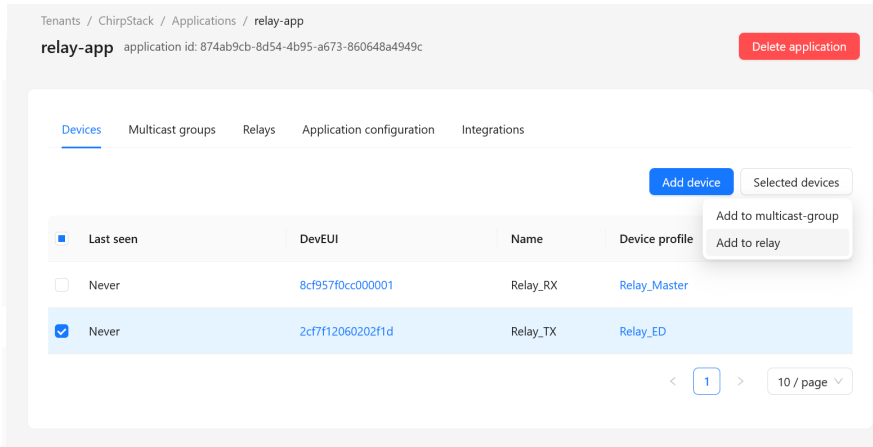 Tenants / ChirpStack / Applications / relay-app
relay-app application id: 874ab9cb-8d54-4b95-a673-860648a4949c
Delete application
Devices Multicast groups Relays Application configuration Integrations
Add device Selected devices
Add to multicast-group
Add to relay
Last seen DevEUI Name Device profile
Never 8cf957f0cc000001 Relay_RX Relay_Master
Never 2cf7f12060202f1d Relay_TX Relay_ED
< 1 > 10 / page